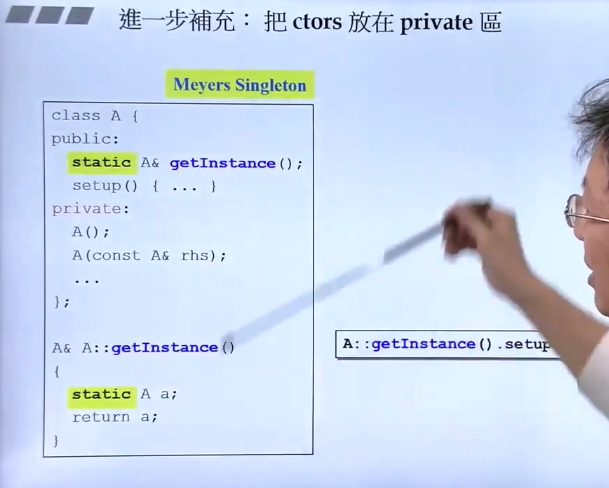 進一步補充： 把 ctors 放在 private 區
Meyers Singleton
class A {
public:
static A& getInstance();
setup() { ... }
private:
A();
A(const A& rhs);
...
};
A& A::getInstance()
{
static A a;
return a;
}
A::getInstance().setup